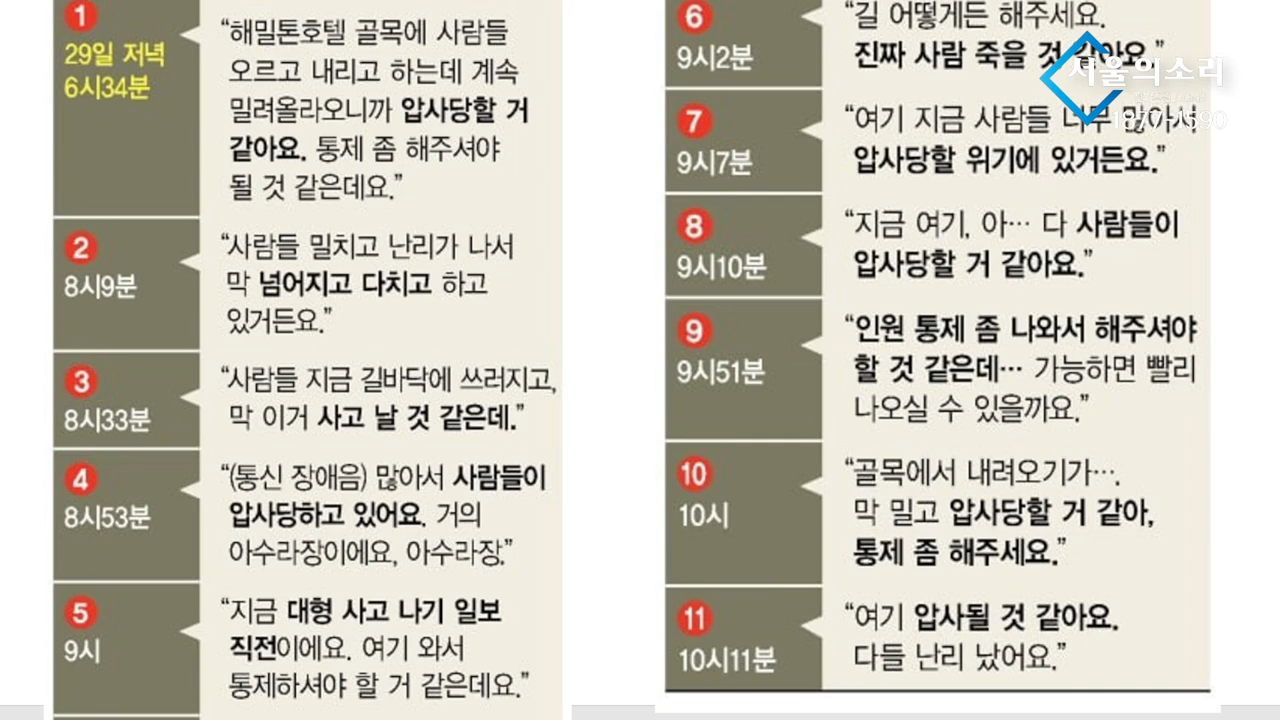 1
29일 저녁
6시34분
“해밀톤호텔 골목에 사람들
오르고 내리고 하는데 계속
밀려올라오니까 압사당할 거
같아요. 통제 좀 해주셔야
될 것 같은데요.”
2
8시9분
“사람들 밀치고 난리가 나서
막 넘어지고 다치고 하고
있거든요.”
3
8시33분
“사람들 지금 길바닥에 쓰러지고,
막 이거 사고 날 것 같은데.”
4
8시53분
“(통신 장애음) 많아서 사람들이
압사당하고 있어요. 거의
아수라장이에요, 아수라장.”
5
9시
“지금 대형 사고 나기 일보
직전이에요. 여기 와서
통제하셔야 할 거 같은데요.”
6
9시2분
“길 어떻게든 해주세요.
진짜 사람 죽을 것 같아요.”
7
9시7분
“여기 지금 사람들 너무 많아서
압사당할 위기에 있거든요.”
8
9시10분
“지금 여기, 아… 다 사람들이
압사당할 거 같아요.”
9
9시51분
“인원 통제 좀 나와서 해주셔야
할 것 같은데… 가능하면 빨리
나오실 수 있을까요.”
10
10시
“골목에서 내려오기가….
막 밀고 압사당할 거 같아,
통제 좀 해주세요.”
11
10시11분
“여기 압사될 것 같아요.
다들 난리 났어요.”
서울의소리